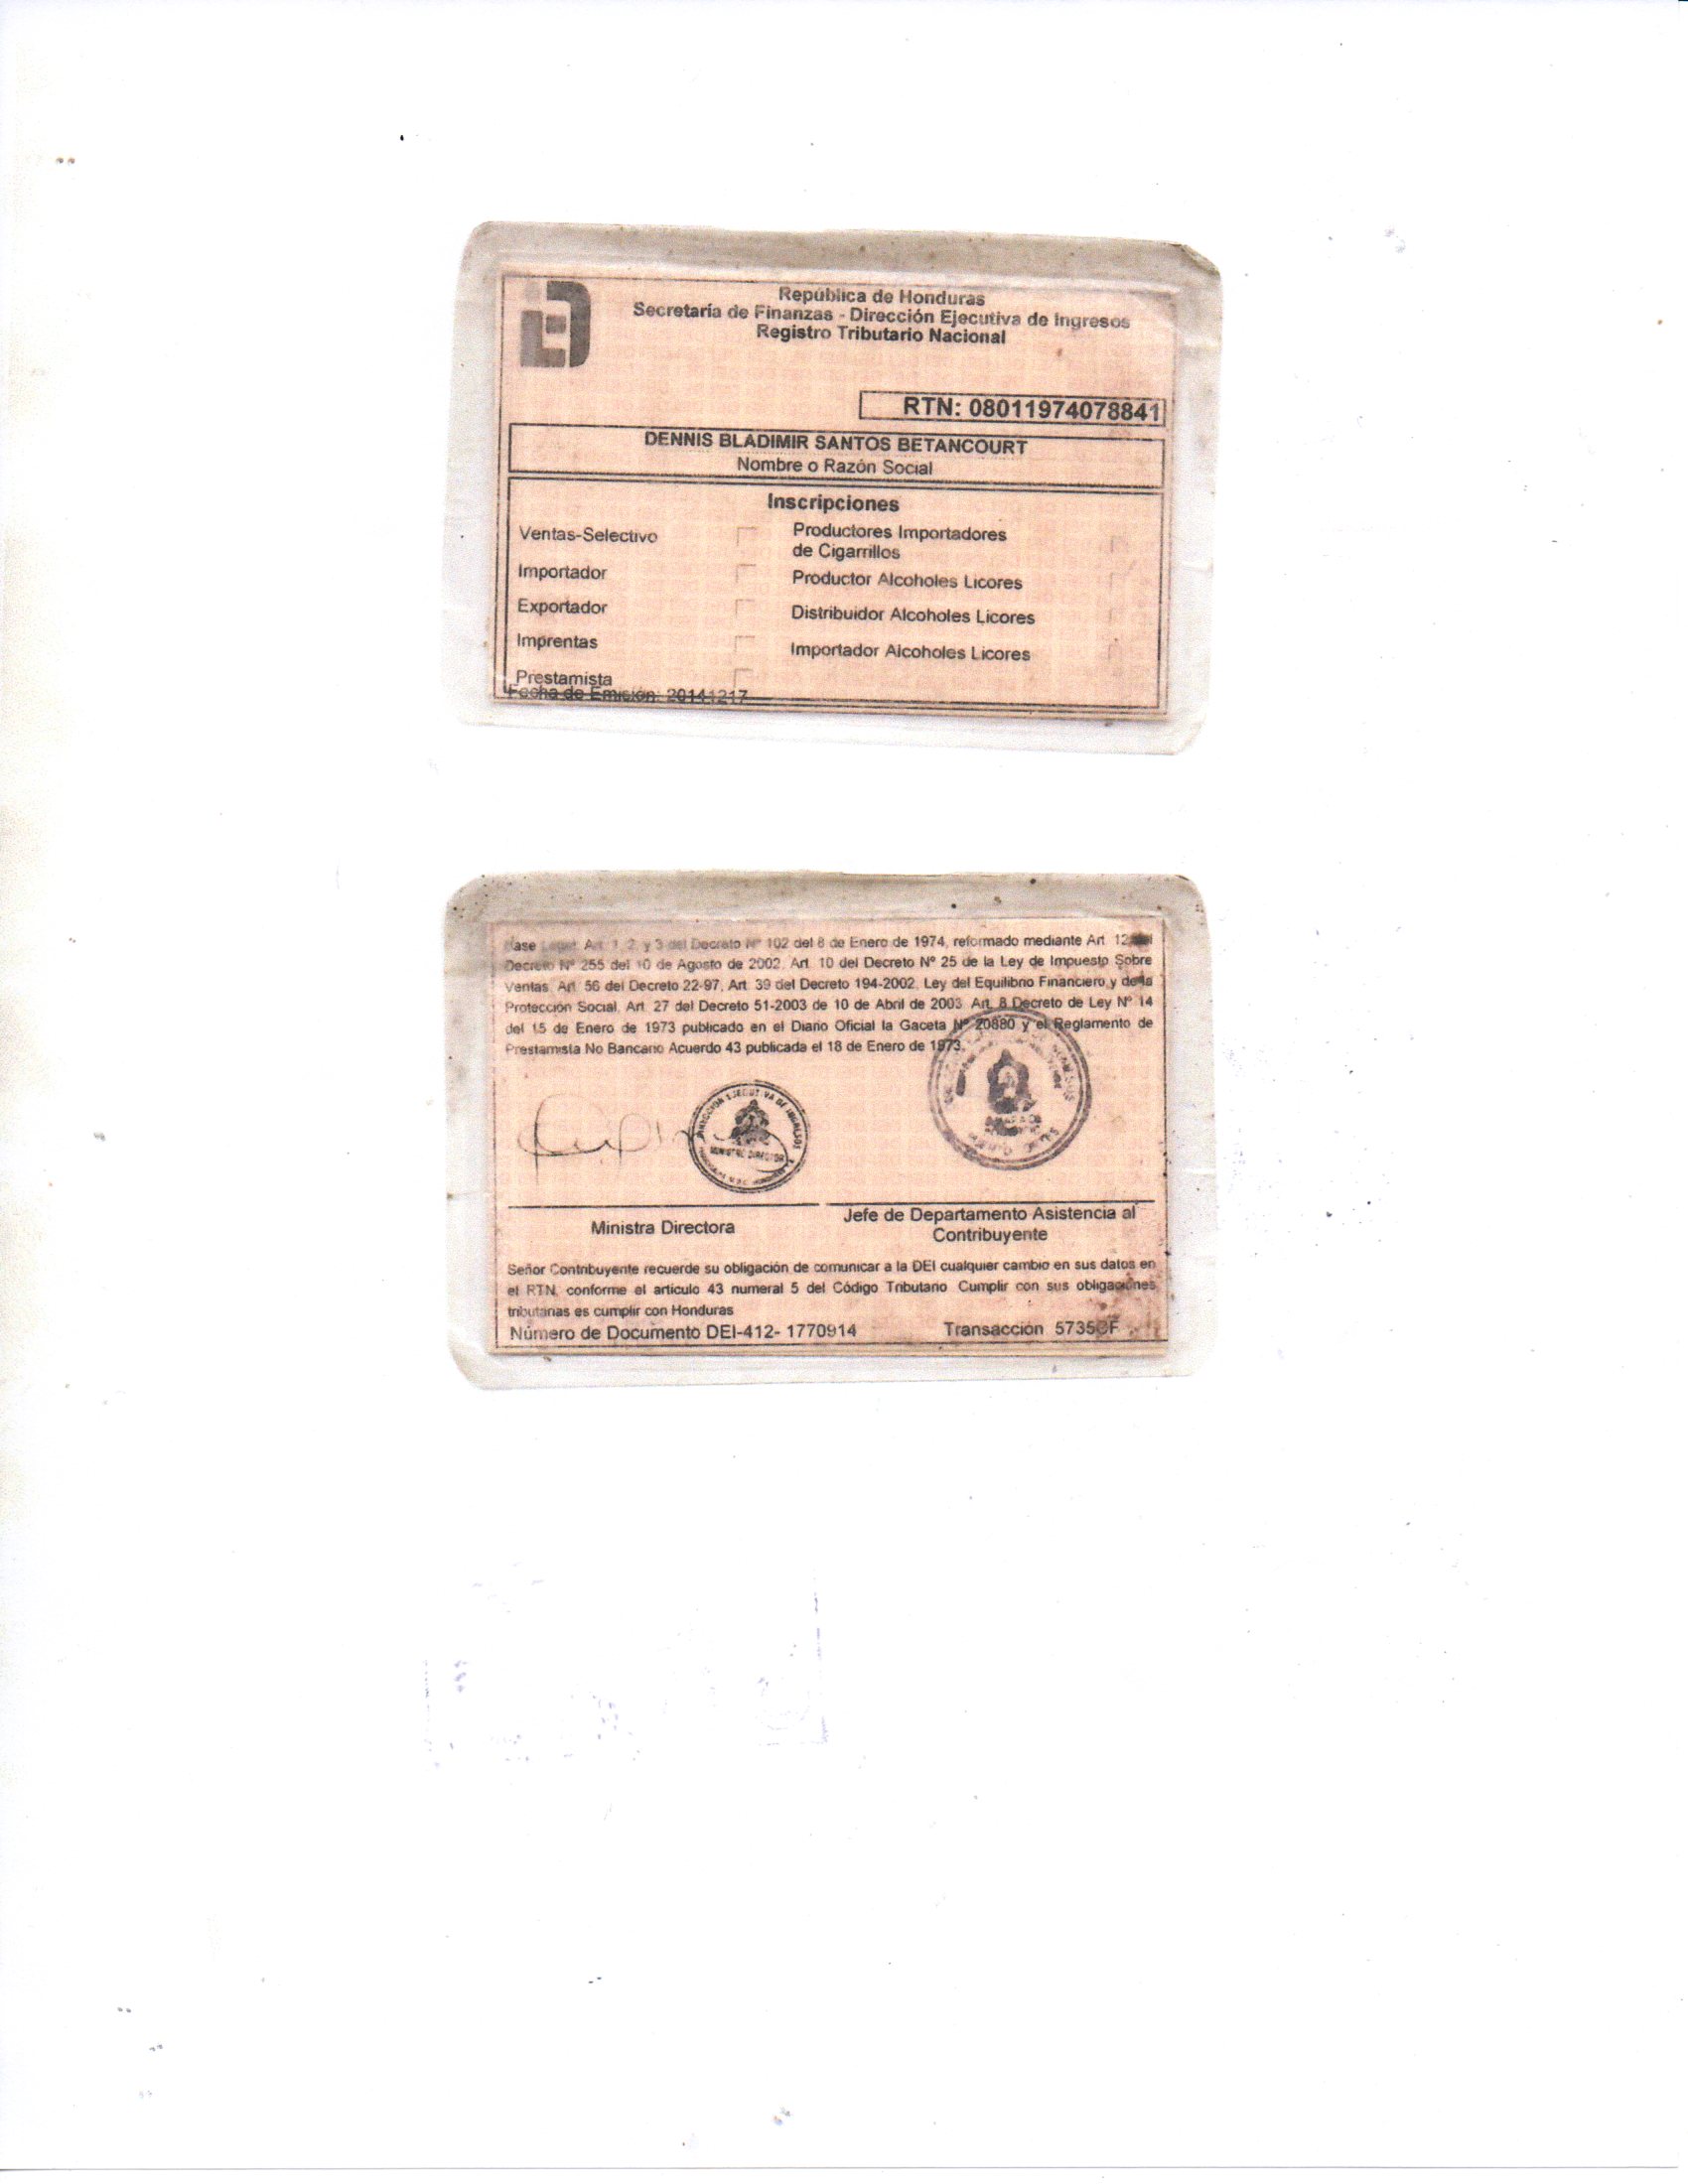 República de Honduras
Secretaría de Finanzas - Dirección Ejecutiva de Ingresos
Registro Tributario Nacional
RTN: 08011974078841
DENNIS BLADIMIR SANTOS BETANCOURT
Nombre o Razón Social
Inscripciones
Ventas-Selectivo
Productores Importadores
de Cigarrillos
Importador
Productor Alcoholes Licores
Exportador
Distribuidor Alcoholes Licores
Imprentas
Importador Alcoholes Licores
Prestamista
Fecha de Emisión: 20141217
Base Legal: Art. 1, 2, y 3 del Decreto Nº 102 del 8 de Enero de 1974, reformado mediante Art. 12 del
Decreto Nº 255 del 10 de Agosto de 2002, Art. 10 del Decreto Nº 25 de la Ley de Impuesto Sobre
Ventas, Art. 56 del Decreto 22-97, Art. 39 del Decreto 194-2002, Ley del Equilibrio Financiero y de la
Protección Social, Art. 27 del Decreto 51-2003 de 10 de Abril de 2003, Art. 8 Decreto de Ley Nº 14
del 15 de Enero de 1973 publicado en el Diario Oficial la Gaceta Nº 20880 y el Reglamento de
Prestamista No Bancario Acuerdo 43 publicada el 18 de Enero de 1973.
DIRECCION EJECUTIVA DE INGRESOS
MINISTRO DIRECTOR
Ministra Directora
Jefe de Departamento Asistencia al
Contribuyente
Señor Contribuyente recuerde su obligación de comunicar a la DEI cualquier cambio en sus datos en
el RTN, conforme el artículo 43 numeral 5 del Código Tributario Cumplir con sus obligaciones
tributarias es cumplir con Honduras
Número de Documento DEI-412- 1770914
Transacción